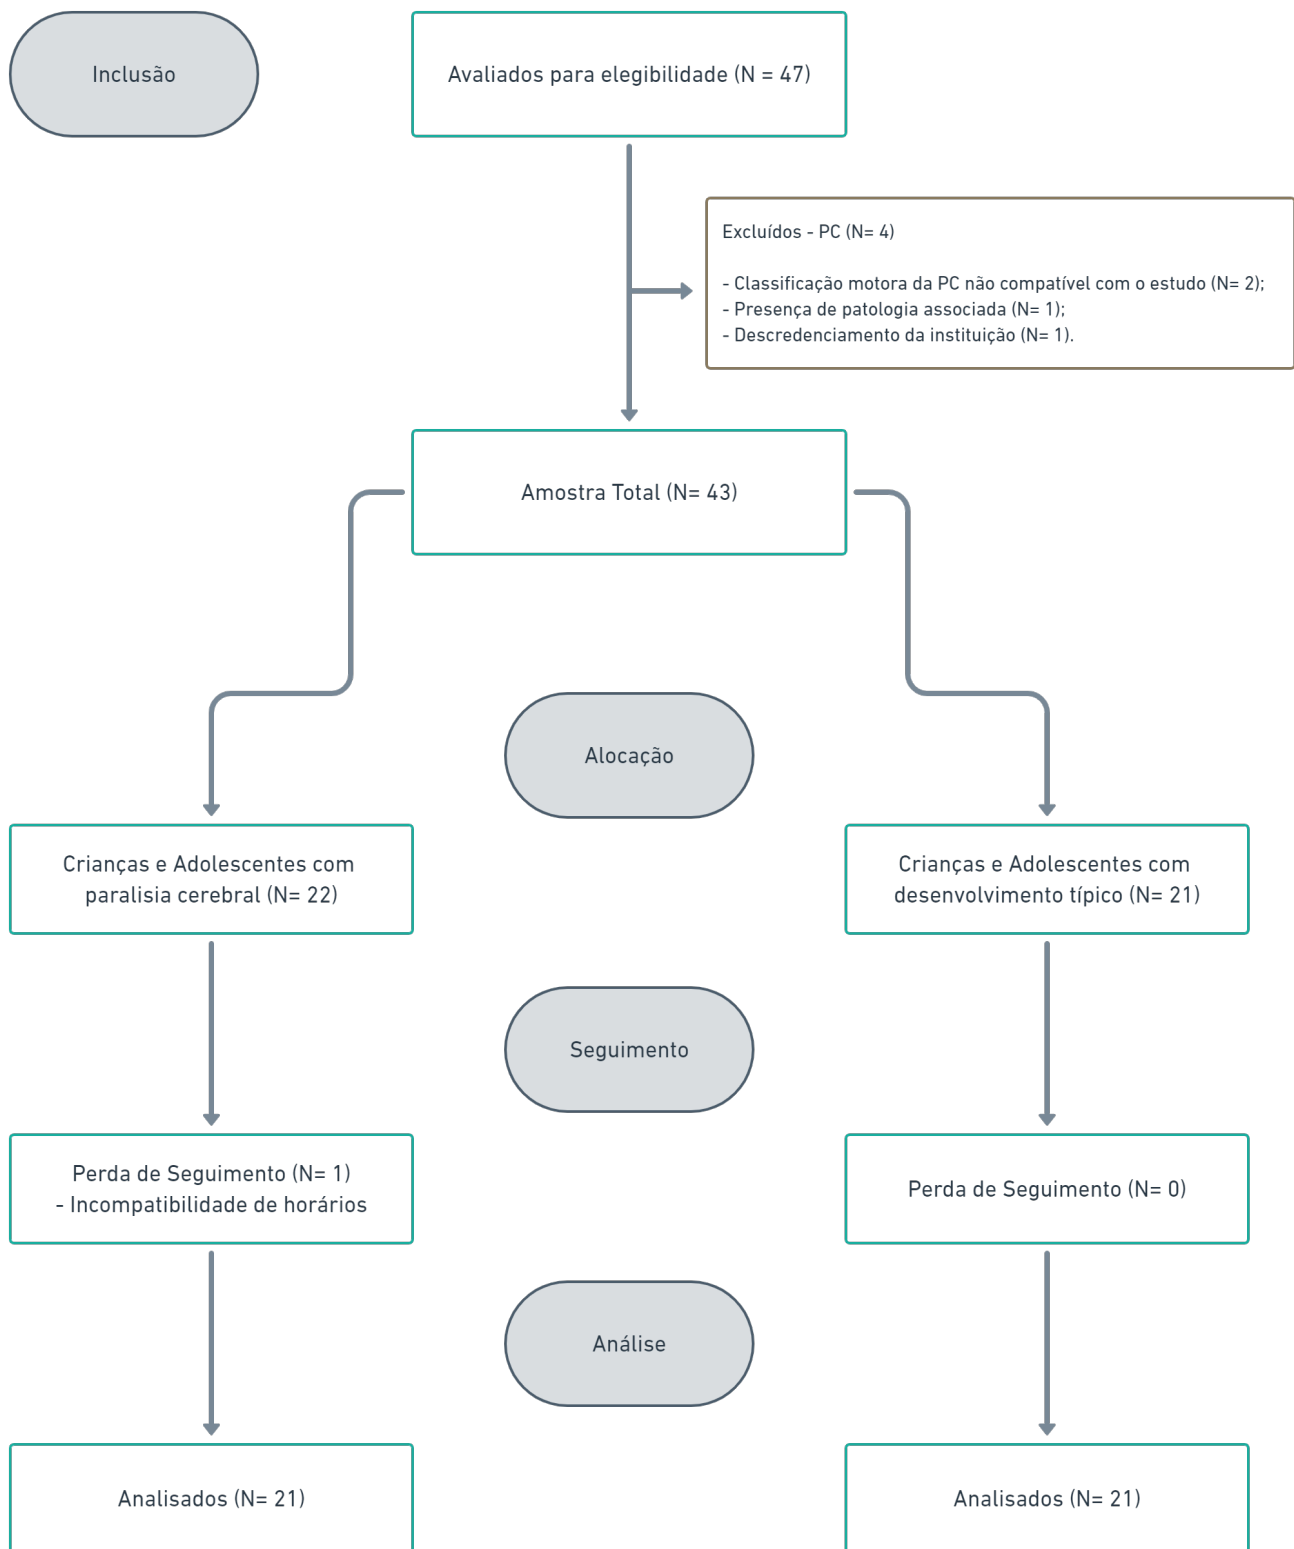 Inclusão
Avaliados para elegibilidade (N = 47)
Excluídos - PC (N= 4)
- Classificação motora da PC não compatível com o estudo (N= 2);
- Presença de patologia associada (N= 1);
- Descredenciamento da instituição (N= 1).
Amostra Total (N= 43)
Alocação
Crianças e Adolescentes com
paralisia cerebral (N= 22)
Crianças e Adolescentes com
desenvolvimento típico (N= 21)
Seguimento
Perda de Seguimento (N= 1)
- Incompatibilidade de horários
Perda de Seguimento (N= 0)
Análise
Analisados (N= 21)
Analisados (N= 21)